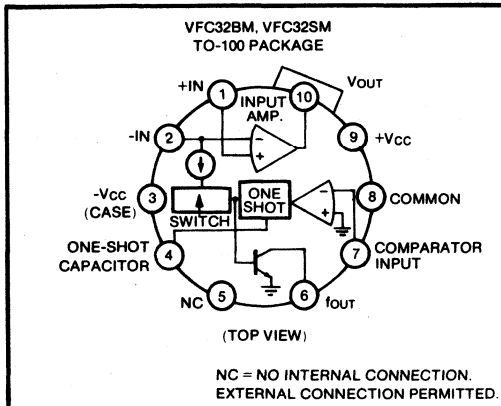 VFC32BM, VFC32SM
TO-100 PACKAGE
+IN
VOUT
1
10
INPUT
AMP.
-IN
2
9
+VCC
-
+
-VCC
(CASE)
3
ONE
SHOT
-
+
8
COMMON
SWITCH
ONE-SHOT
CAPACITOR
4
7
COMPARATOR
INPUT
NC
5
6
fOUT
(TOP VIEW)
NC = NO INTERNAL CONNECTION.
EXTERNAL CONNECTION PERMITTED.